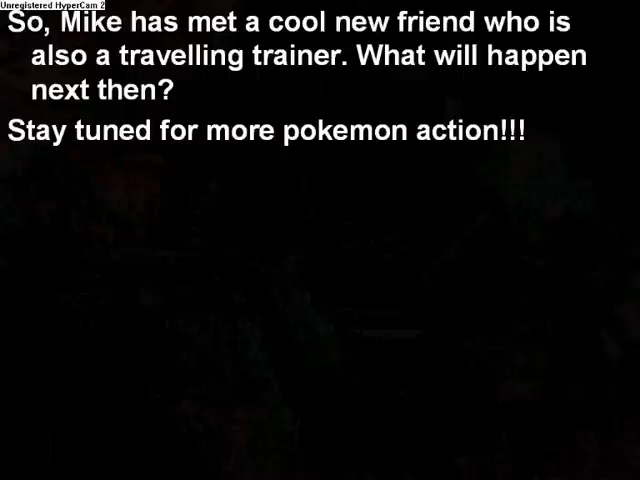 Unregistered HyperCam 2
So, Mike has met a cool new friend who is
also a travelling trainer. What will happen
next then?
Stay tuned for more pokemon action!!!